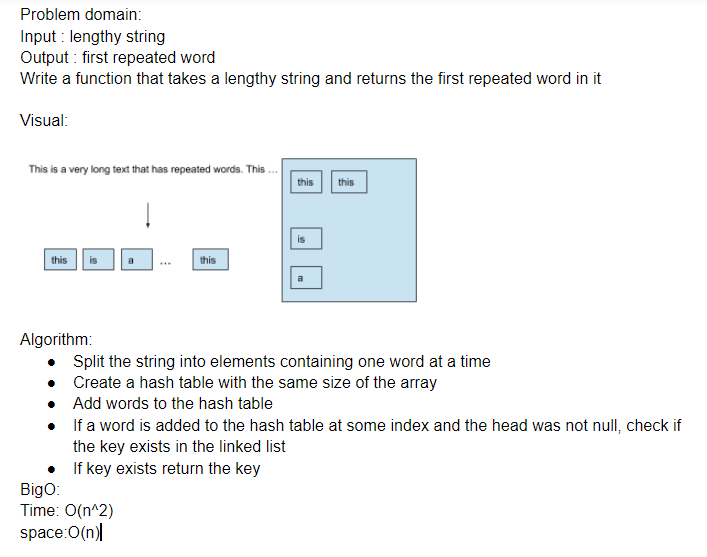 Problem domain:
Input : lengthy string
Output : first repeated word
Write a function that takes a lengthy string and returns the first repeated word in it
Visual:
This is a very long text that has repeated words. This ...
this this
is
this is a ... this
a
Algorithm:
● Split the string into elements containing one word at a time
● Create a hash table with the same size of the array
● Add words to the hash table
● If a word is added to the hash table at some index and the head was not null, check if
the key exists in the linked list
● If key exists return the key
BigO:
Time: O(n^2)
space:O(n)